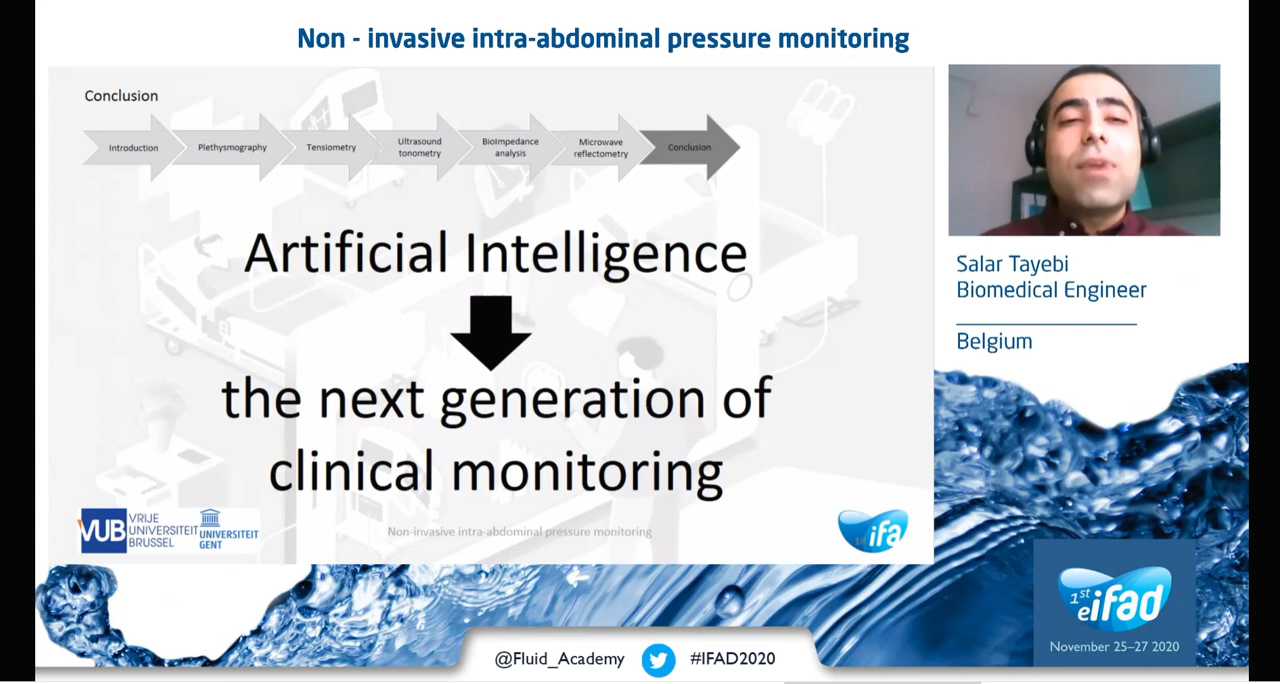 Non - invasive intra-abdominal pressure monitoring
Conclusion
Introduction
Plethysmography
Tensiometry
Ultrasound
tonometry
BioImpedance
analysis
Microwave
reflectometry
Conclusion
Artificial Intelligence
the next generation of
clinical monitoring
VUB
VRIJE
UNIVERSITEIT
BRUSSEL
UNIVERSITEIT
GENT
Non-invasive intra-abdominal pressure monitoring
18
ifa
Salar Tayebi
Biomedical Engineer
Belgium
1st
eifad
November 25–27 2020
@Fluid_Academy
#IFAD2020